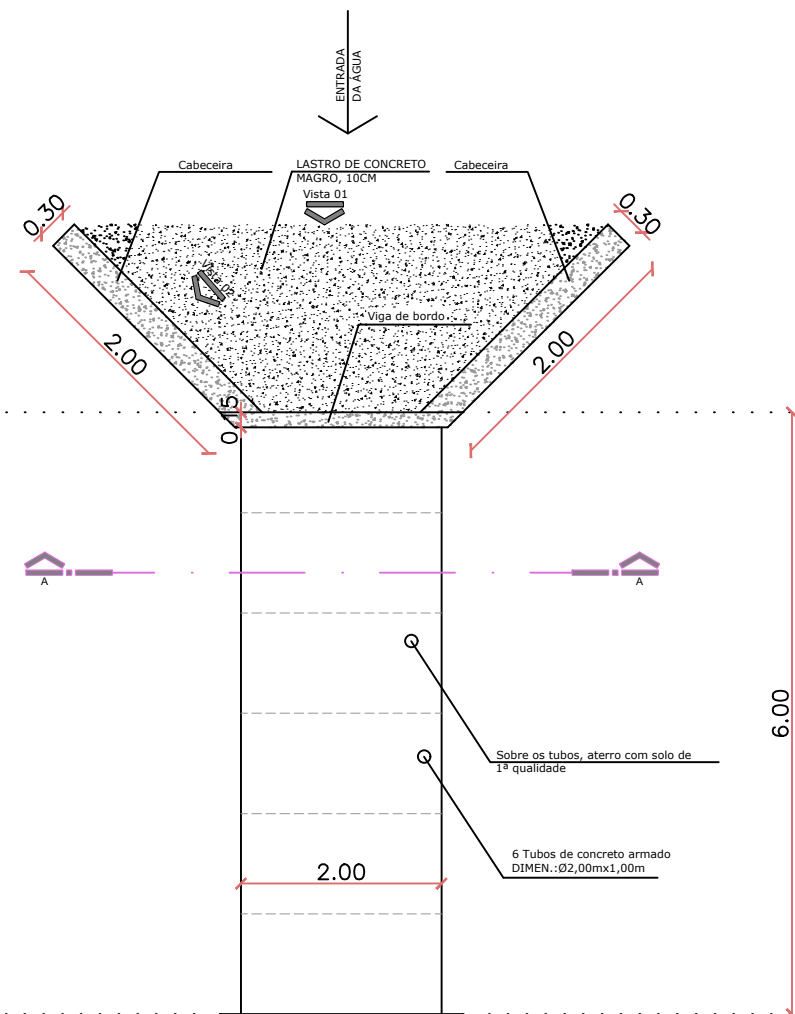 ENTRADA
DA ÁGUA
Cabeceira
LASTRO DE CONCRETO
MAGRO, 10CM
Cabeceira
Vista 01
0.30
0.30
Vista 02
2.00
Viga de bordo
2.00
0.15
A
A
6.00
Sobre os tubos, aterro com solo de
1ª qualidade
6 Tubos de concreto armado
DIMEN.:Ø2,00mx1,00m
2.00